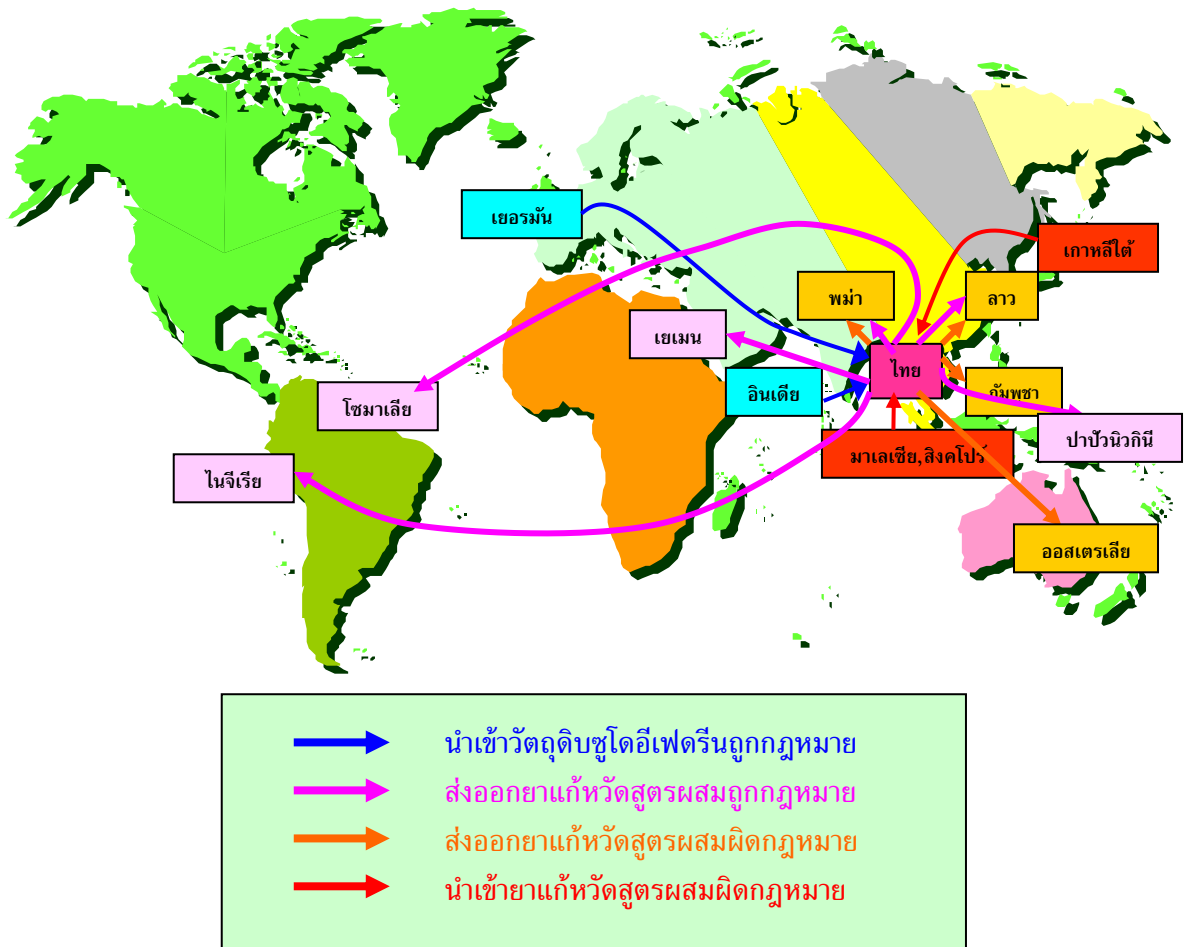 เยอรมัน
เกาหลีใต้
พม่า
ลาว
เยเมน
ไทย
อินเดีย
กัมพูชา
โซมาเลีย
ปาปัวนิวกินี
มาเลเซีย,สิงคโปร์
ไนจีเรีย
ออสเตรเลีย
นำเข้าวัตถุดิบซูโดอีเฟดรีนถูกกฎหมาย
ส่งออกยาแก้หวัดสูตรผสมถูกกฎหมาย
ส่งออกยาแก้หวัดสูตรผสมผิดกฎหมาย
นำเข้ายาแก้หวัดสูตรผสมผิดกฎหมาย